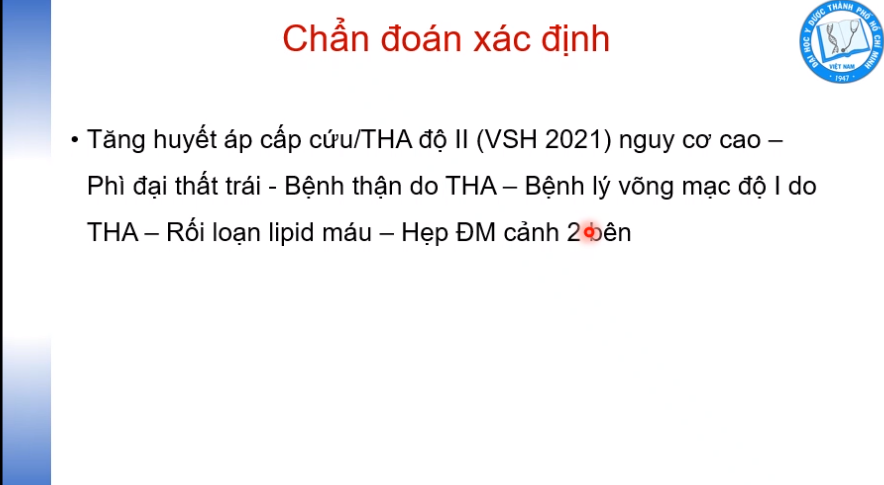 Chẩn đoán xác định
ĐẠI HỌC Y DƯỢC THÀNH PHỐ HỒ CHÍ MINH
VIỆT NAM
1947
• Tăng huyết áp cấp cứu/THA độ II (VSH 2021) nguy cơ cao –
Phì đại thất trái - Bệnh thận do THA – Bệnh lý võng mạc độ I do
THA – Rối loạn lipid máu – Hẹp ĐM cảnh 2 bên